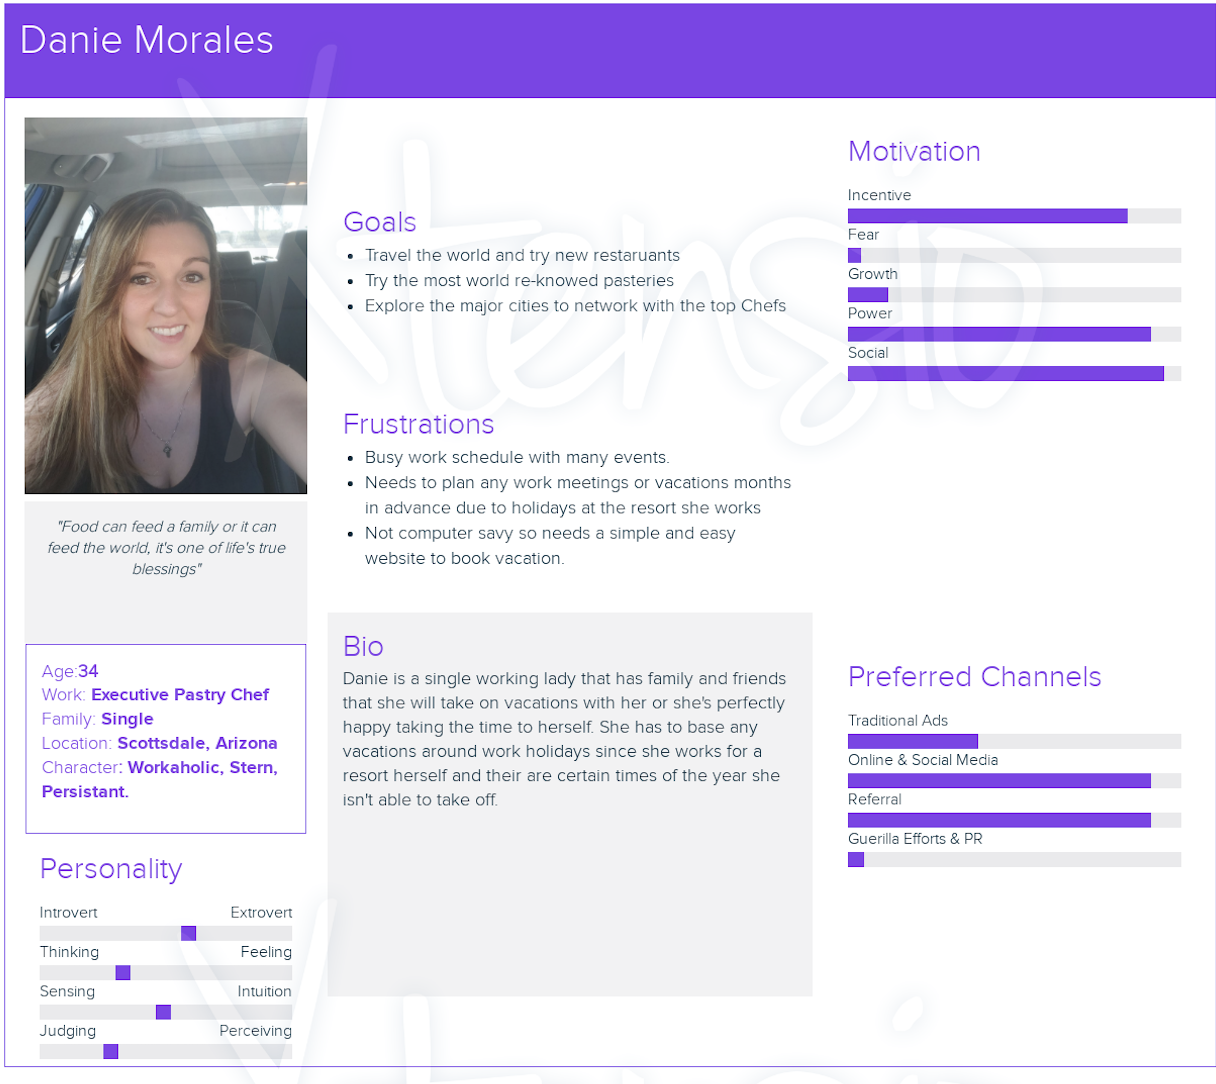 Danie Morales
"Food can feed a family or it can
feed the world, it's one of life's true
blessings"
Age:34
Work: Executive Pastry Chef
Family: Single
Location: Scottsdale, Arizona
Character: Workaholic, Stern,
Persistant.
Personality
Introvert Extrovert
Thinking Feeling
Sensing Intuition
Judging Perceiving
Goals
Travel the world and try new restaruants
Try the most world re-knowed pasteries
Explore the major cities to network with the top Chefs
Frustrations
Busy work schedule with many events.
Needs to plan any work meetings or vacations months
in advance due to holidays at the resort she works
Not computer savy so needs a simple and easy
website to book vacation.
Bio
Danie is a single working lady that has family and friends
that she will take on vacations with her or she's perfectly
happy taking the time to herself. She has to base any
vacations around work holidays since she works for a
resort herself and their are certain times of the year she
isn't able to take off.
Motivation
Incentive
Fear
Growth
Power
Social
Preferred Channels
Traditional Ads
Online & Social Media
Referral
Guerilla Efforts & PR
Xtensio
Xtensio